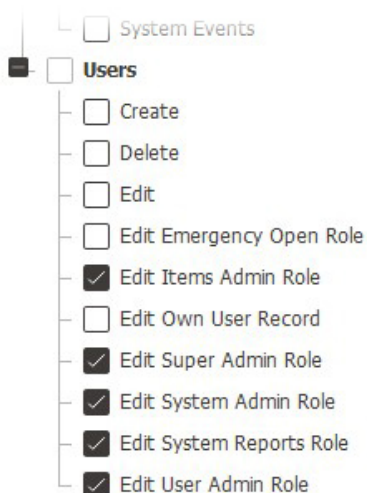 System Events
Users
Create
Delete
Edit
Edit Emergency Open Role
Edit Items Admin Role
Edit Own User Record
Edit Super Admin Role
Edit System Admin Role
Edit System Reports Role
Edit User Admin Role